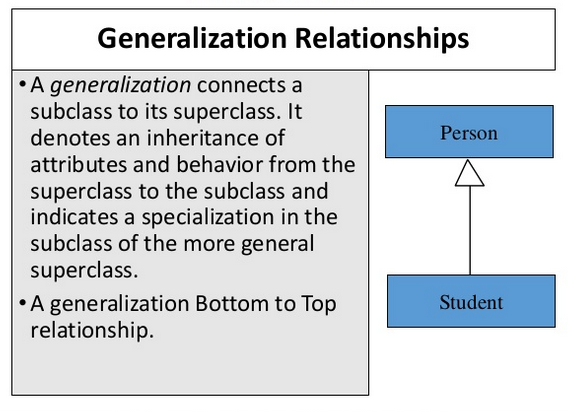 Generalization Relationships
•A generalization connects a
subclass to its superclass. It
denotes an inheritance of
attributes and behavior from the
superclass to the subclass and
indicates a specialization in the
subclass of the more general
superclass.
•A generalization Bottom to Top
relationship.
Person
Student